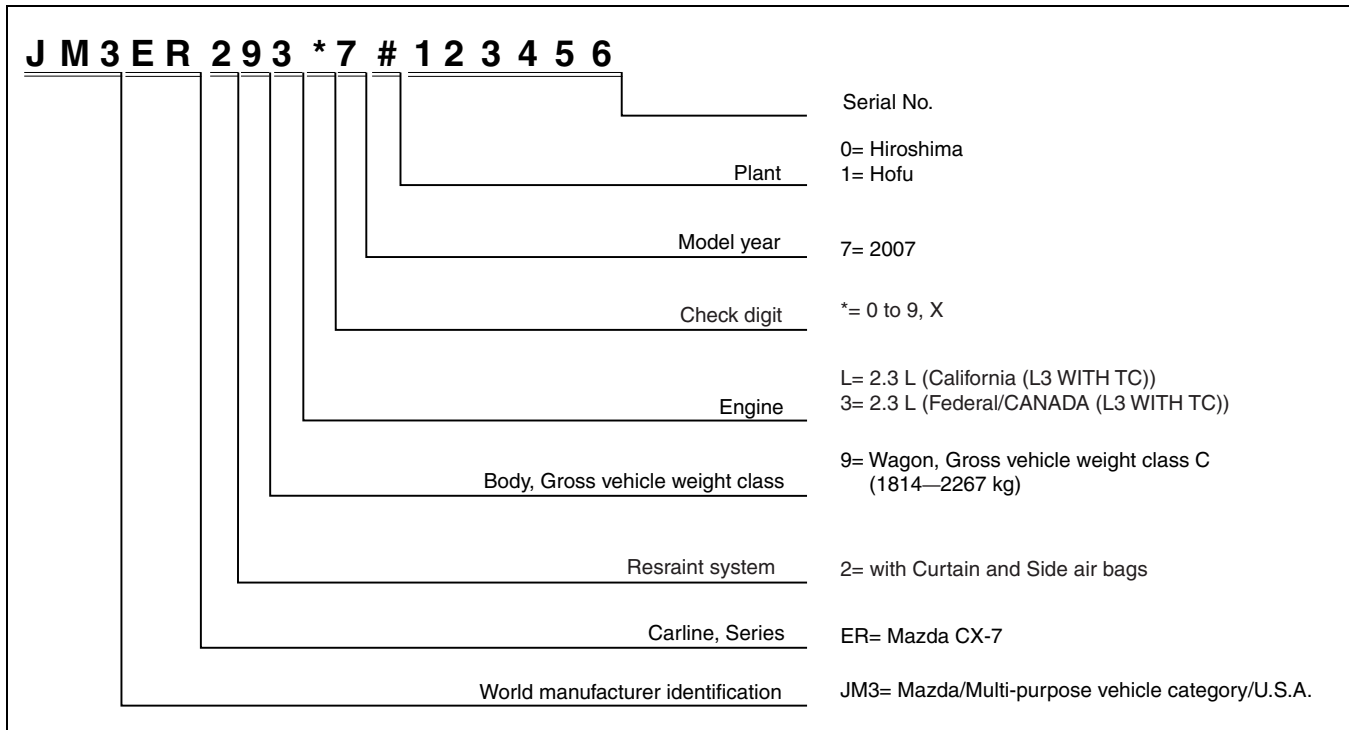 J M 3 E R 2 9 3 * 7 # 1 2 3 4 5 6
Serial No.
0= Hiroshima
Plant
1= Hofu
Model year
7= 2007
Check digit
*= 0 to 9, X
L= 2.3 L (California (L3 WITH TC))
Engine
3= 2.3 L (Federal/CANADA (L3 WITH TC))
9= Wagon, Gross vehicle weight class C
Body, Gross vehicle weight class
(1814—2267 kg)
Resraint system
2= with Curtain and Side air bags
Carline, Series
ER= Mazda CX-7
World manufacturer identification
JM3= Mazda/Multi-purpose vehicle category/U.S.A.